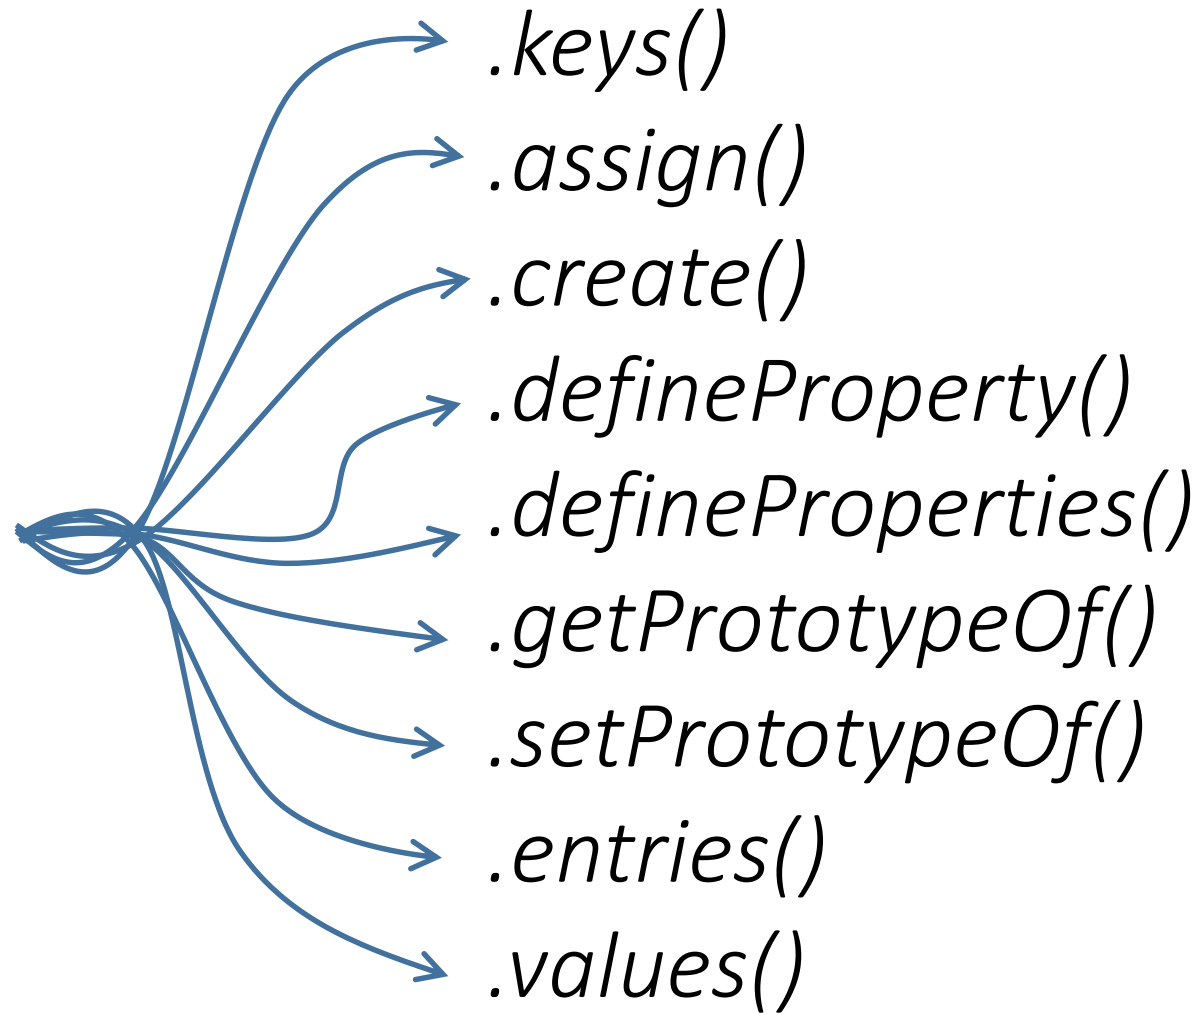 .keys()
.assign()
.create()
.defineProperty()
.defineProperties()
.getPrototypeOf()
.setPrototypeOf()
.entries()
.values()